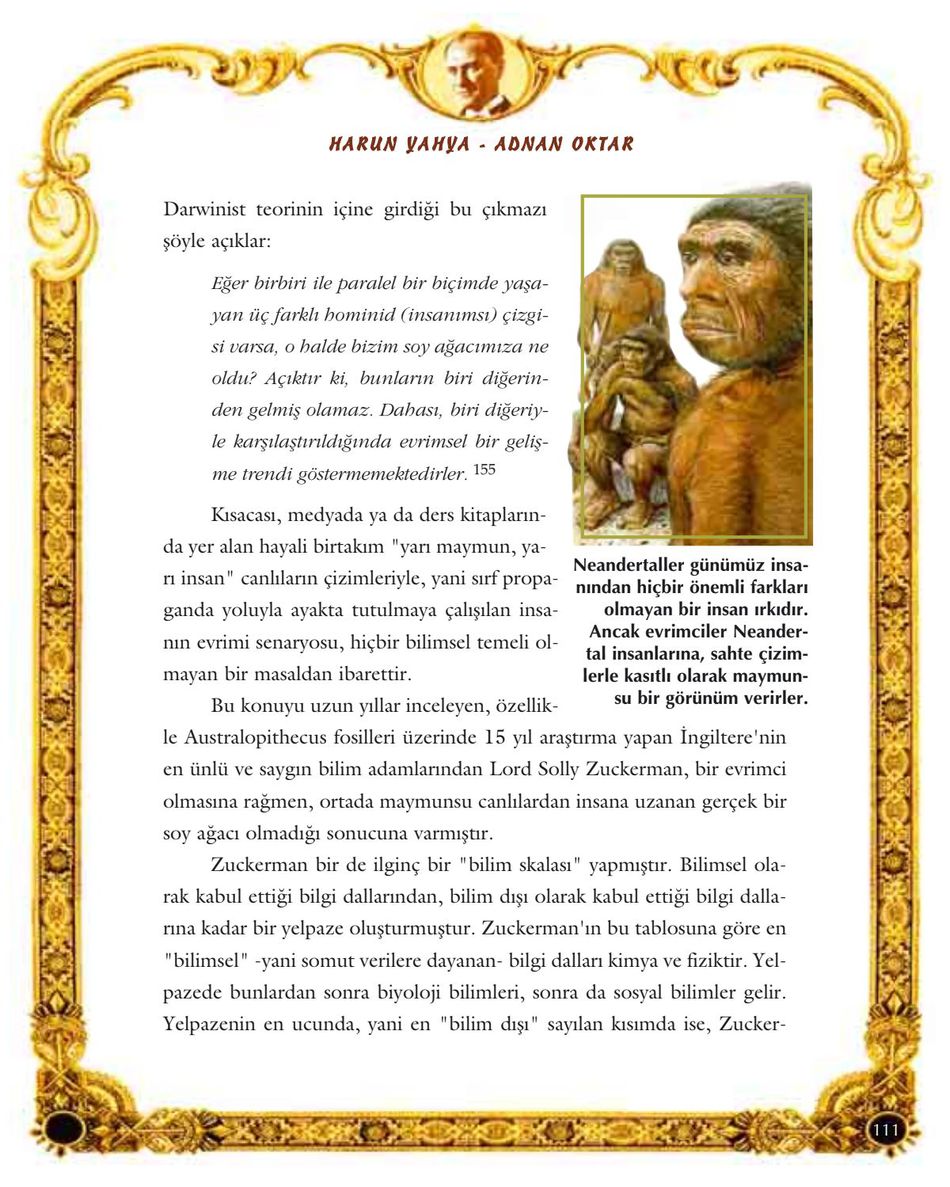 HARUN YAHYA - ADNAN OKTAR
Darwinist teorinin içine girdiği bu çıkmazı
şöyle açıklar:
Eğer birbiri ile paralel bir biçimde yaşa-
yan üç farklı hominid (insanımsı) çizgi-
si varsa, o halde bizim soy ağacımıza ne
oldu? Açıktır ki, bunların biri diğerin-
den gelmiş olamaz. Dahası, biri diğeriy-
le karşılaştırıldığında evrimsel bir geliş-
me trendi göstermemektedirler. 155
Kısacası, medyada ya da ders kitapların-
da yer alan hayali birtakım "yarı maymun, ya-
rı insan" canlıların çizimleriyle, yani sırf propa-
ganda yoluyla ayakta tutulmaya çalışılan insa-
nın evrimi senaryosu, hiçbir bilimsel temeli ol-
mayan bir masaldan ibarettir.
Neandertaller günümüz insa-
nından hiçbir önemli farkları
olmayan bir insan ırkıdır.
Ancak evrimciler Neander-
tal insanlarına, sahte çizim-
lerle kasıtlı olarak maymun-
su bir görünüm verirler.
Bu konuyu uzun yıllar inceleyen, özellik-
le Australopithecus fosilleri üzerinde 15 yıl araştırma yapan İngiltere'nin
en ünlü ve saygın bilim adamlarından Lord Solly Zuckerman, bir evrimci
olmasına rağmen, ortada maymunsu canlılardan insana uzanan gerçek bir
soy ağacı olmadığı sonucuna varmıştır.
Zuckerman bir de ilginç bir "bilim skalası" yapmıştır. Bilimsel ola-
rak kabul ettiği bilgi dallarından, bilim dışı olarak kabul ettiği bilgi dalla-
rına kadar bir yelpaze oluşturmuştur. Zuckerman'ın bu tablosuna göre en
"bilimsel" -yani somut verilere dayanan- bilgi dalları kimya ve fiziktir. Yel-
pazede bunlardan sonra biyoloji bilimleri, sonra da sosyal bilimler gelir.
Yelpazenin en ucunda, yani en "bilim dışı" sayılan kısımda ise, Zucker-
111